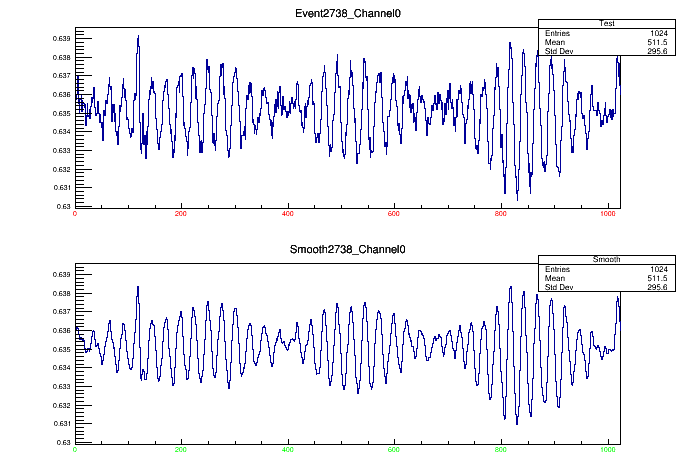 Event2738_Channel0
Test
Entries 1024
Mean 511.5
Std Dev 295.6
0.639
0.638
0.637
0.636
0.635
0.634
0.633
0.632
0.631
0.63
0 200 400 600 800 1000
Smooth2738_Channel0
Smooth
Entries 1024
Mean 511.5
Std Dev 295.6
0.639
0.638
0.637
0.636
0.635
0.634
0.633
0.632
0.631
0.63
0 200 400 600 800 1000